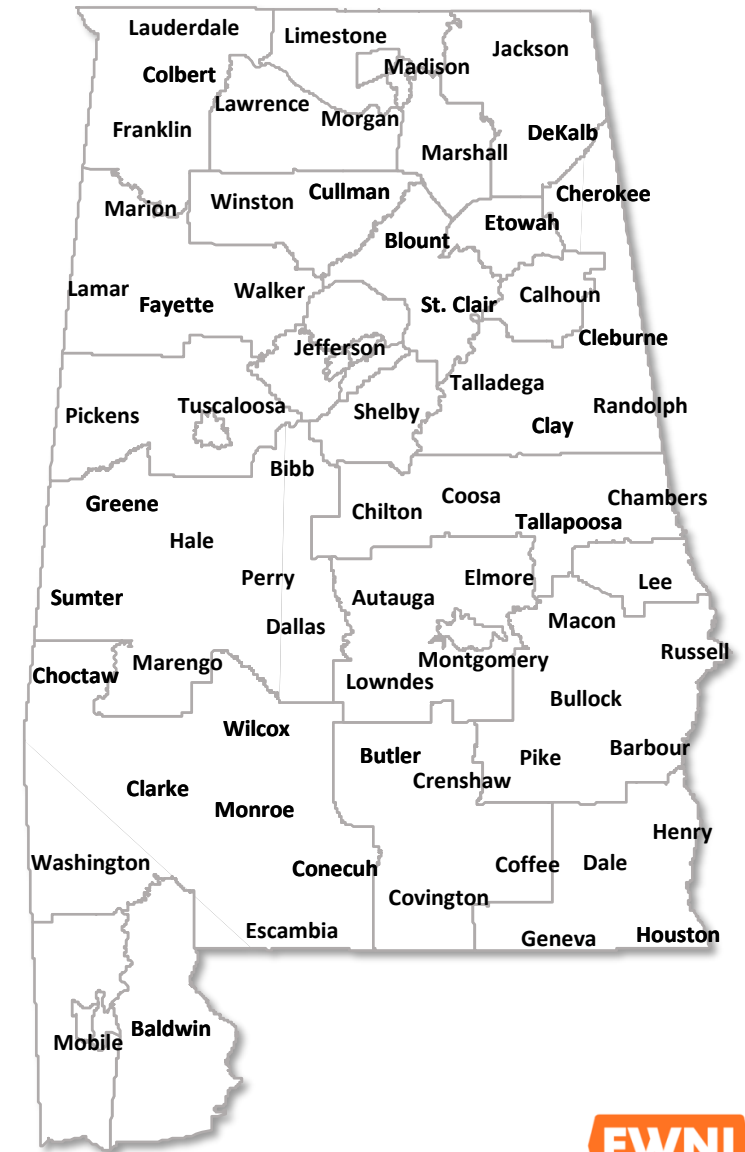 Lauderdale
Limestone
Jackson
Madison
Colbert
Lawrence
Morgan
Franklin
DeKalb
Marshall
Cherokee
Cullman
Winston
Marion
Etowah
Blount
Lamar
Fayette
Walker
St. Clair
Calhoun
Cleburne
Jefferson
Talladega
Pickens
Tuscaloosa
Shelby
Randolph
Clay
Bibb
Greene
Chilton
Coosa
Chambers
Tallapoosa
Hale
Perry
Elmore
Lee
Sumter
Autauga
Macon
Dallas
Russell
Choctaw
Marengo
Montgomery
Lowndes
Bullock
Wilcox
Butler
Pike
Barbour
Crenshaw
Clarke
Monroe
Henry
Washington
Conecuh
Coffee
Dale
Covington
Escambia
Geneva
Houston
Mobile
Baldwin